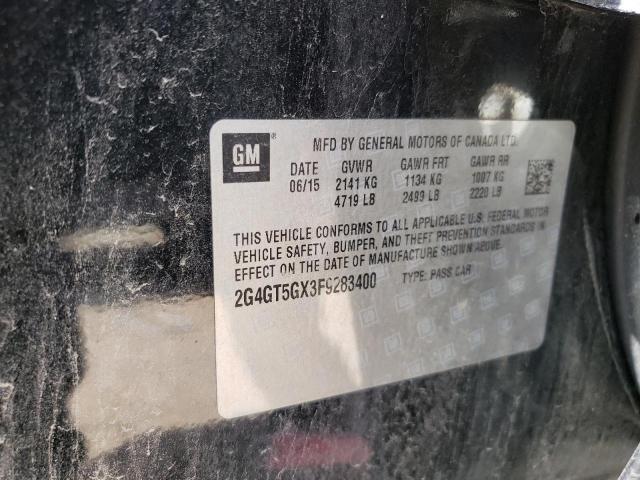 GM ®
MFD BY GENERAL MOTORS OF CANADA LTD.
DATE GVWR GAWR FRT GAWR RR
06/15 2141 KG 1134 KG 1007 KG
4719 LB 2499 LB 2220 LB
THIS VEHICLE CONFORMS TO ALL APPLICABLE U.S. FEDERAL MOTOR
VEHICLE SAFETY, BUMPER, AND THEFT PREVENTION STANDARDS IN
EFFECT ON THE DATE OF MANUFACTURE SHOWN ABOVE.
2G4GT5GX3F9283400 TYPE: PASS CAR